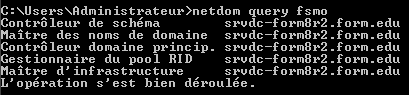 C:\Users\Administrateur>netdom query fsmo
Contrôleur de schéma srvdc-form8r2.form.edu
Maître des noms de domaine srvdc-form8r2.form.edu
Contrôleur domaine princip. srvdc-form8r2.form.edu
Gestionnaire du pool RID srvdc-form8r2.form.edu
Maître d'infrastructure srvdc-form8r2.form.edu
L'opération s'est bien déroulée.